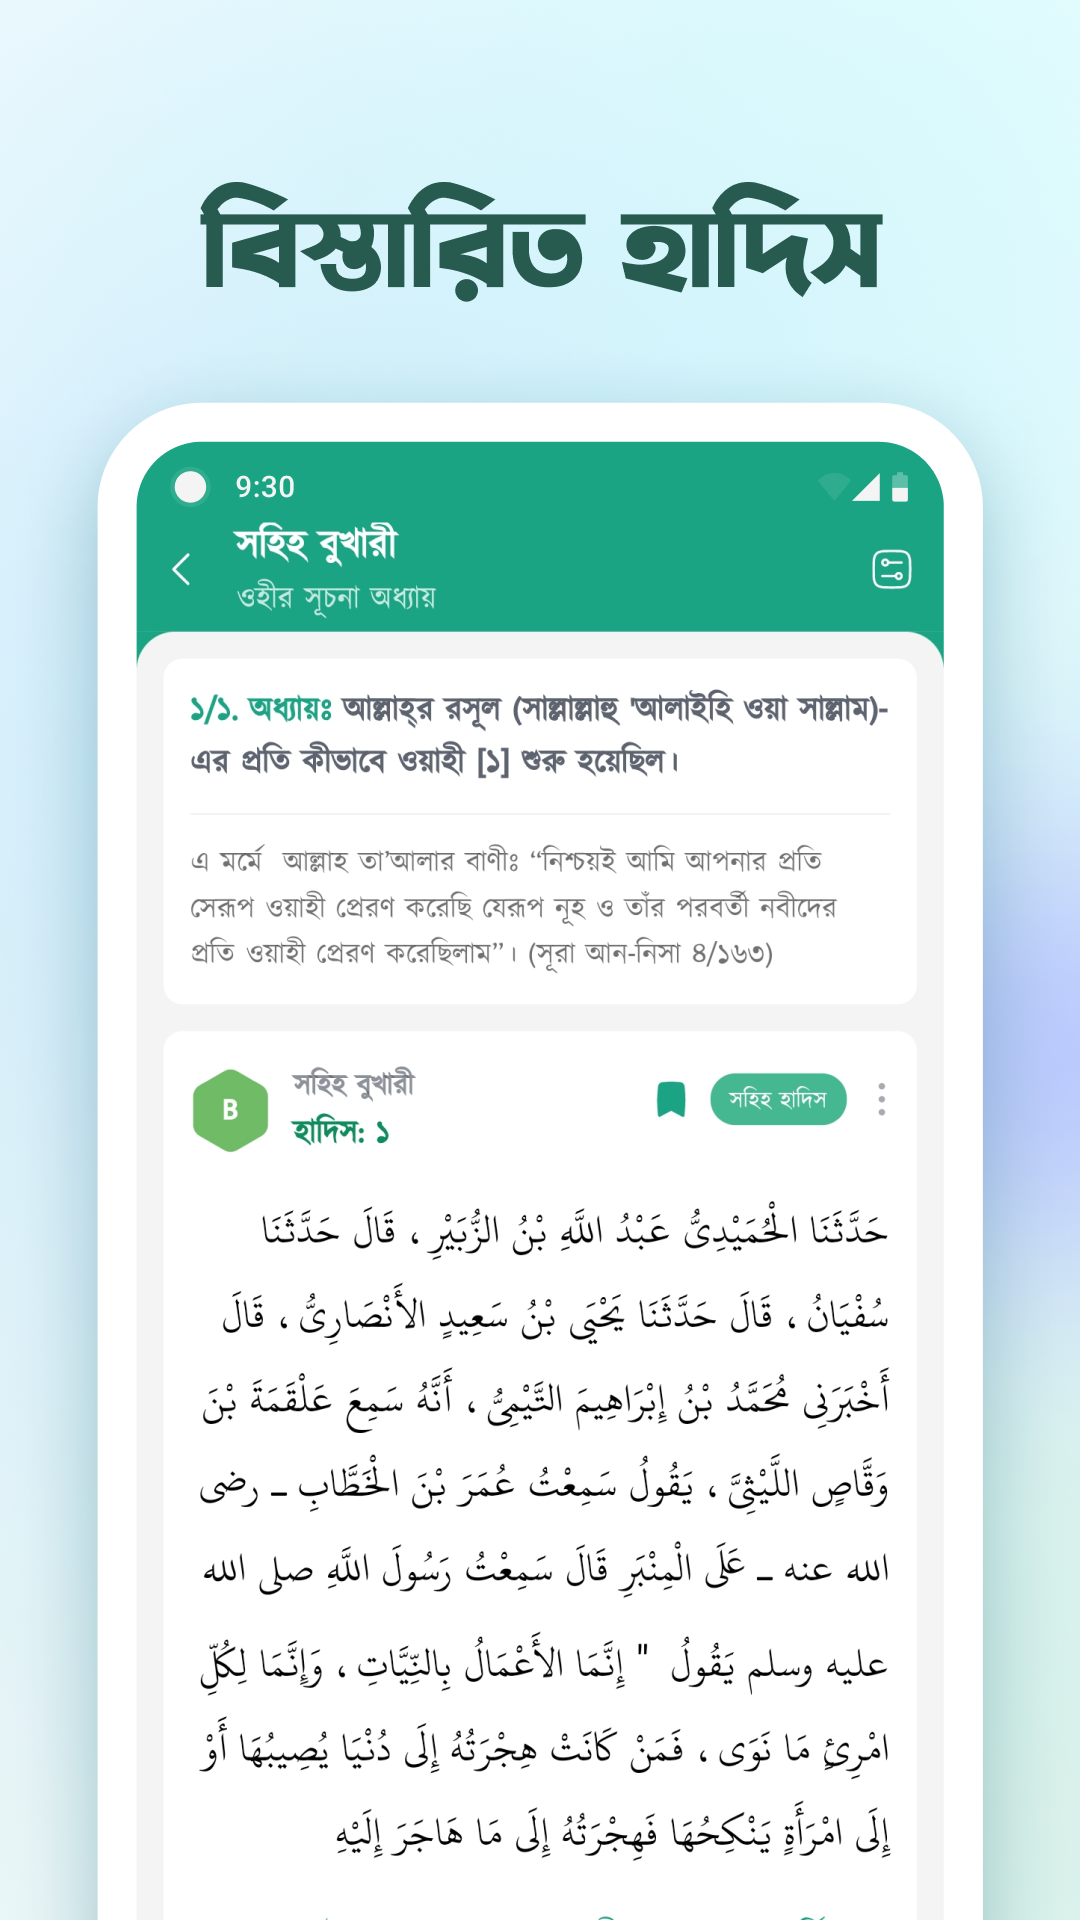 বিস্তারিত হাদিস
9:30
সহিহ বুখারী
ওহীর সূচনা অধ্যায়
১/১. অধ্যায়ঃ আল্লাহ্‌র রসূল (সাল্লাল্লাহু 'আলাইহি ওয়া সাল্লাম)-
এর প্রতি কীভাবে ওয়াহী [১] শুরু হয়েছিল।
এ মর্মে আল্লাহ তা’আলার বাণীঃ “নিশ্চয়ই আমি আপনার প্রতি
সেরূপ ওয়াহী প্রেরণ করেছি যেরূপ নূহ ও তাঁর পরবর্তী নবীদের
প্রতি ওয়াহী প্রেরণ করেছিলাম”। (সূরা আন-নিসা ৪/১৬৩)
B
সহিহ বুখারী
হাদিস: ১
সহিহ হাদিস
حَدَّثَنَا الْحُمَيْدِيُّ عَبْدُ اللَّهِ بْنُ الزُّبَيْرِ ، قَالَ حَدَّثَنَا
سُفْيَانُ ، قَالَ حَدَّثَنَا يَحْيَى بْنُ سَعِيدٍ الأَنْصَارِيُّ ، قَالَ
أَخْبَرَنِي مُحَمَّدُ بْنُ إِبْرَاهِيمَ التَّيْمِيُّ ، أَنَّهُ سَمِعَ عَلْقَمَةَ بْنَ
وَقَّاصٍ اللَّيْثِيَّ ، يَقُولُ سَمِعْتُ عُمَرَ بْنَ الْخَطَّابِ ـ رضى
الله عنه ـ عَلَى الْمِنْبَرِ قَالَ سَمِعْتُ رَسُولَ اللَّهِ صلى الله
عليه وسلم يَقُولُ " إِنَّمَا الأَعْمَالُ بِالنِّيَّاتِ ، وَإِنَّمَا لِكُلِّ
امْرِئٍ مَا نَوَى ، فَمَنْ كَانَتْ هِجْرَتُهُ إِلَى دُنْيَا يُصِيبُهَا أَوْ
إِلَى امْرَأَةٍ يَنْكِحُهَا فَهِجْرَتُهُ إِلَى مَا هَاجَرَ إِلَيْهِ